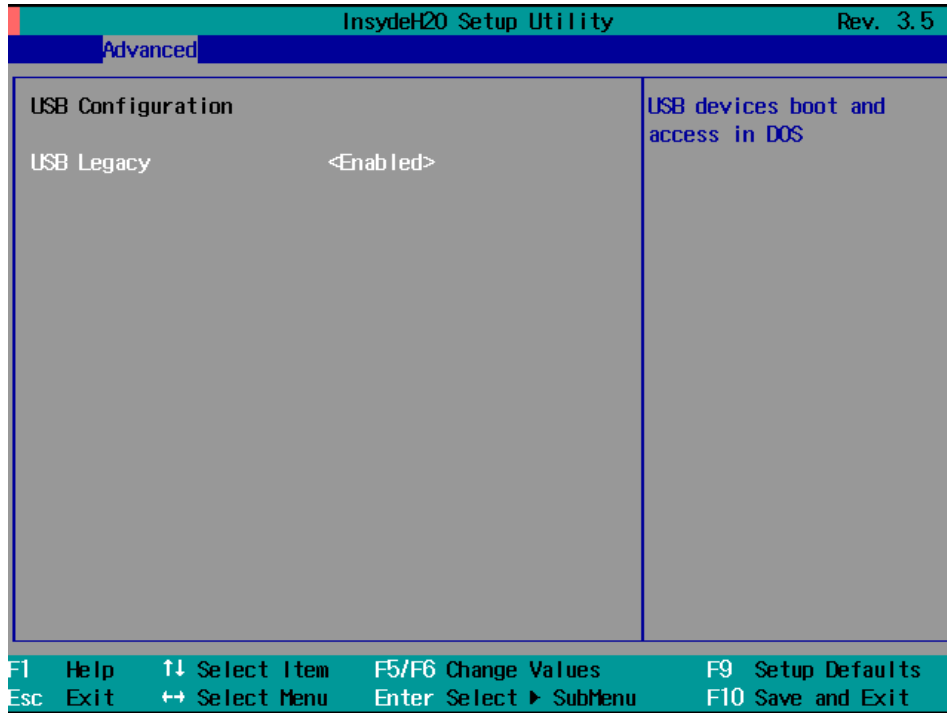 InsydeH20 Setup Utility Rev. 3.5
Advanced
USB Configuration
USB Legacy <Enabled>
USB devices boot and
access in DOS
F1 Help ↑↓ Select Item F5/F6 Change Values F9 Setup Defaults
Esc Exit ↔ Select Menu Enter Select ▶ SubMenu F10 Save and Exit